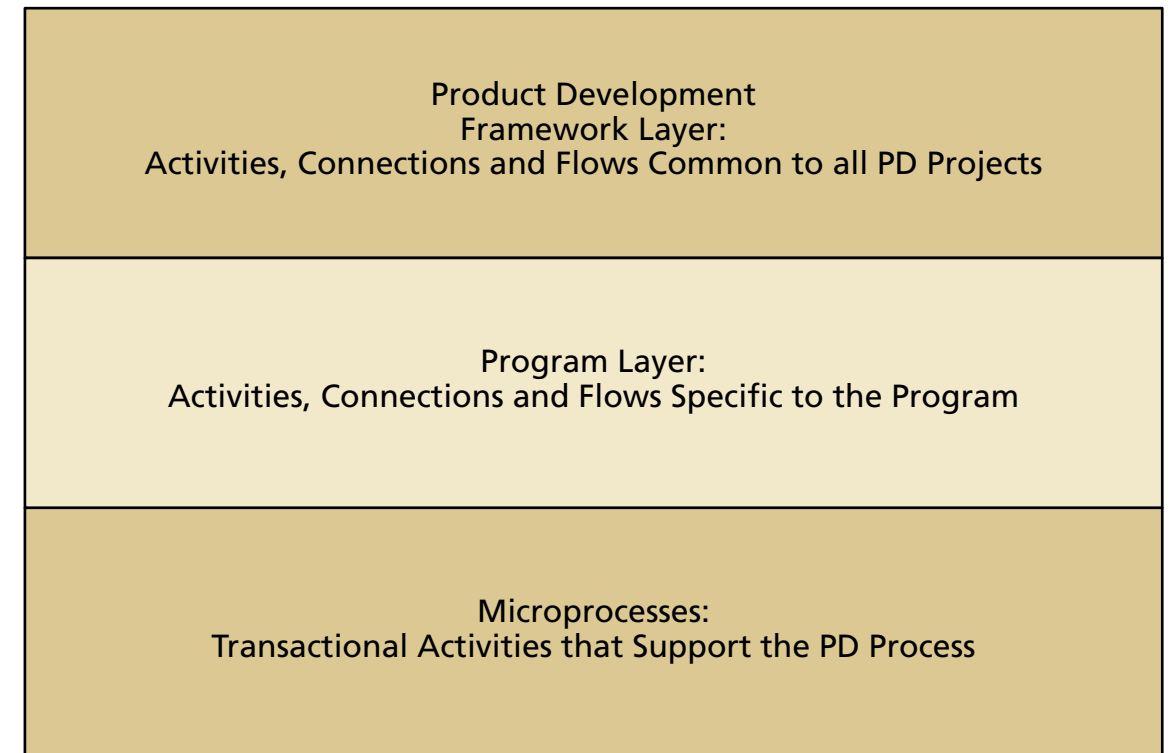 Product Development
Framework Layer:
Activities, Connections and Flows Common to all PD Projects
Program Layer:
Activities, Connections and Flows Specific to the Program
Microprocesses:
Transactional Activities that Support the PD Process